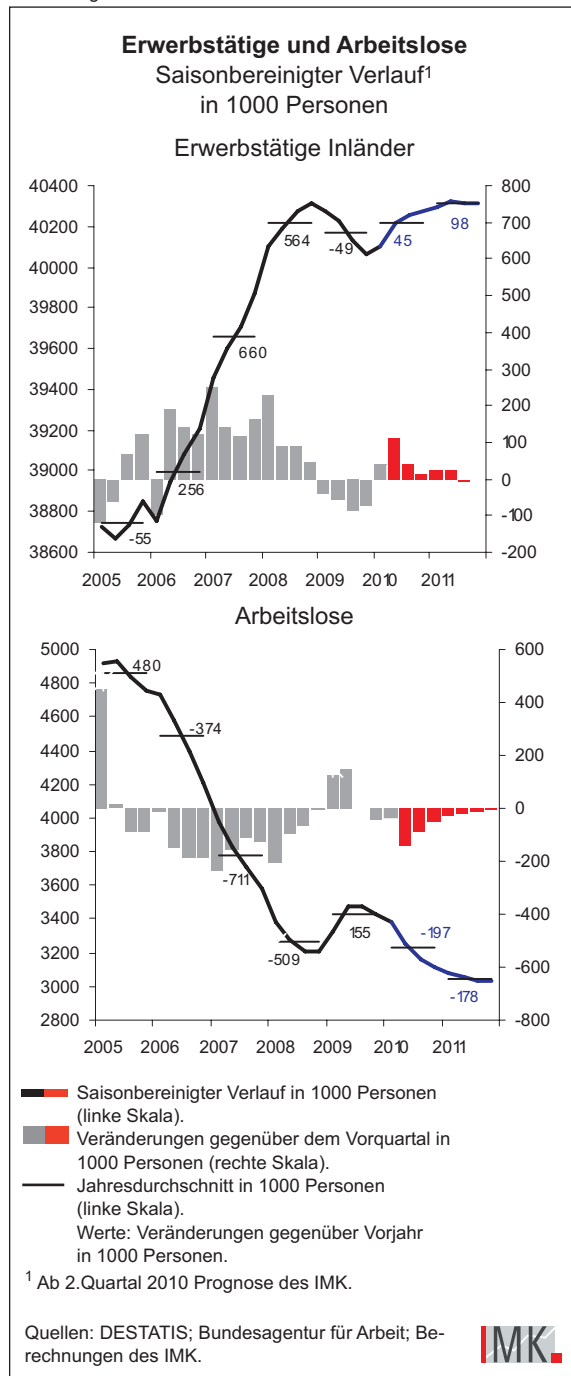 Erwerbstätige und Arbeitslose
Saisonbereinigter Verlauf¹
in 1000 Personen
Erwerbstätige Inländer
40400
40200
40000
39800
39600
39400
39200
39000
38800
38600
800
700
600
500
400
300
200
100
0
-100
-200
-55
256
660
564
-49
45
98
2005 2006 2007 2008 2009 2010 2011
Arbeitslose
5000
4800
4600
4400
4200
4000
3800
3600
3400
3200
3000
2800
600
400
200
0
-200
-400
-600
-800
480
-374
-711
-509
155
-197
-178
2005 2006 2007 2008 2009 2010 2011
Saisonbereinigter Verlauf in 1000 Personen
(linke Skala).
Veränderungen gegenüber dem Vorquartal in
1000 Personen (rechte Skala).
Jahresdurchschnitt in 1000 Personen
(linke Skala).
Werte: Veränderungen gegenüber Vorjahr
in 1000 Personen.
¹ Ab 2.Quartal 2010 Prognose des IMK.
Quellen: DESTATIS; Bundesagentur für Arbeit; Be-
rechnungen des IMK.
IMK